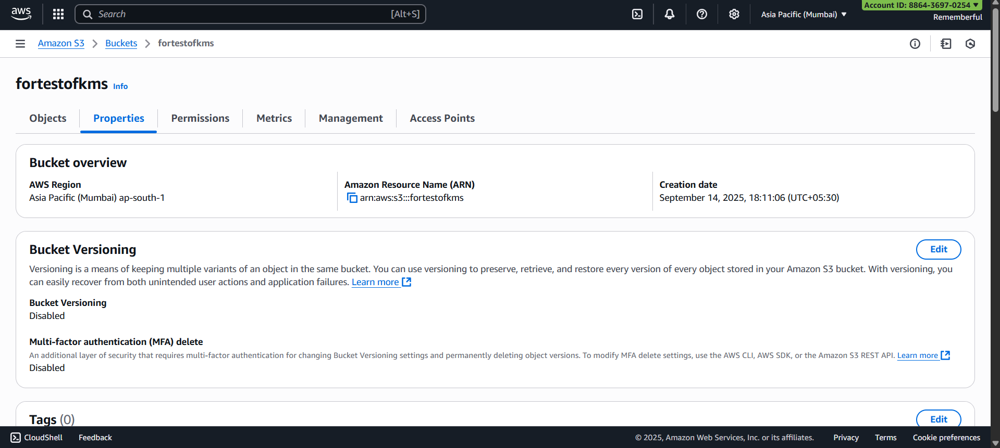 aws
Search [Alt+S]
Asia Pacific (Mumbai)
Account ID: 8864-3697-0254
Rememberful
Amazon S3 > Buckets > fortestofkms
fortestofkms Info
Objects Properties Permissions Metrics Management Access Points
Bucket overview
AWS Region
Asia Pacific (Mumbai) ap-south-1
Amazon Resource Name (ARN)
arn:aws:s3:::fortestofkms
Creation date
September 14, 2025, 18:11:06 (UTC+05:30)
Bucket Versioning
Edit
Versioning is a means of keeping multiple variants of an object in the same bucket. You can use versioning to preserve, retrieve, and restore every version of every object stored in your Amazon S3 bucket. With versioning, you
can easily recover from both unintended user actions and application failures. Learn more
Bucket Versioning
Disabled
Multi-factor authentication (MFA) delete
An additional layer of security that requires multi-factor authentication for changing Bucket Versioning settings and permanently deleting object versions. To modify MFA delete settings, use the AWS CLI, AWS SDK, or the Amazon S3 REST API. Learn more
Disabled
Tags (0)
Edit
CloudShell Feedback © 2025, Amazon Web Services, Inc. or its affiliates. Privacy Terms Cookie preferences